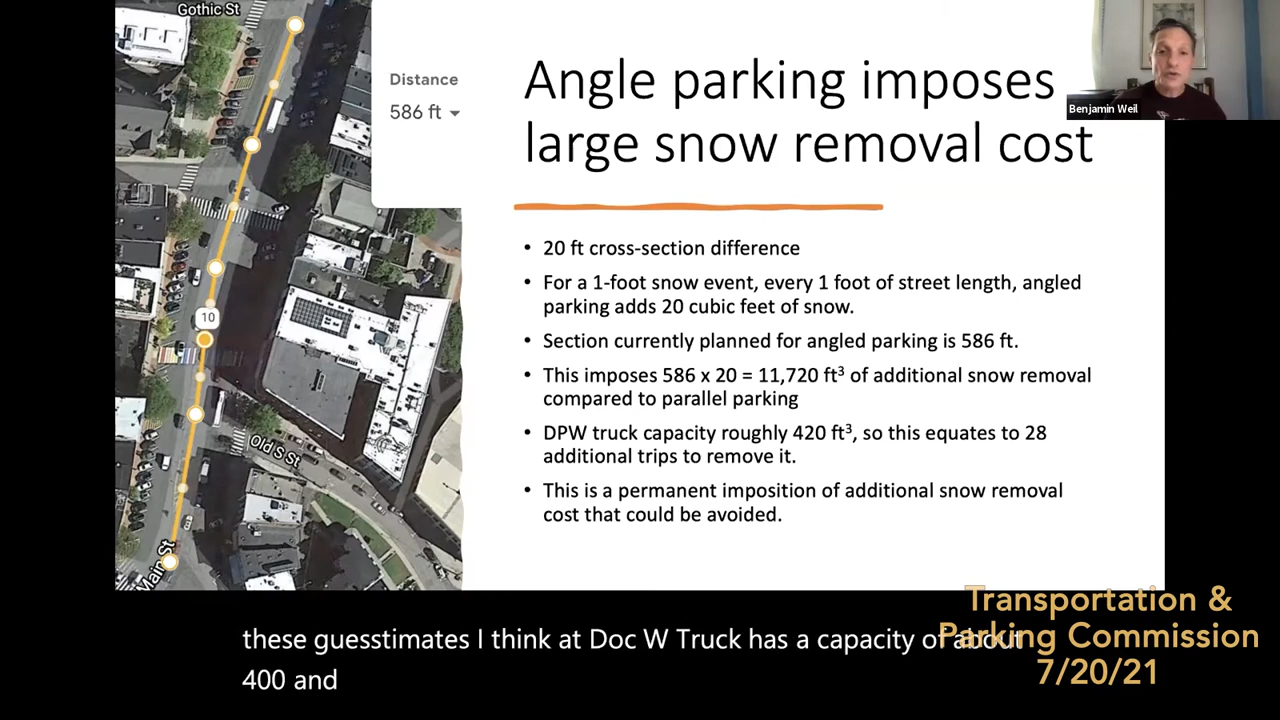 Gothic St
Distance
586 ft
10
Old S St
Main St
Angle parking imposes
large snow removal cost
• 20 ft cross-section difference
• For a 1-foot snow event, every 1 foot of street length, angled
parking adds 20 cubic feet of snow.
• Section currently planned for angled parking is 586 ft.
• This imposes 586 x 20 = 11,720 ft³ of additional snow removal
compared to parallel parking
• DPW truck capacity roughly 420 ft³, so this equates to 28
additional trips to remove it.
• This is a permanent imposition of additional snow removal
cost that could be avoided.
Benjamin Weil
these guesstimates I think at Doc W Truck has a capacity of about
400 and
Transportation &
Parking Commission
7/20/21